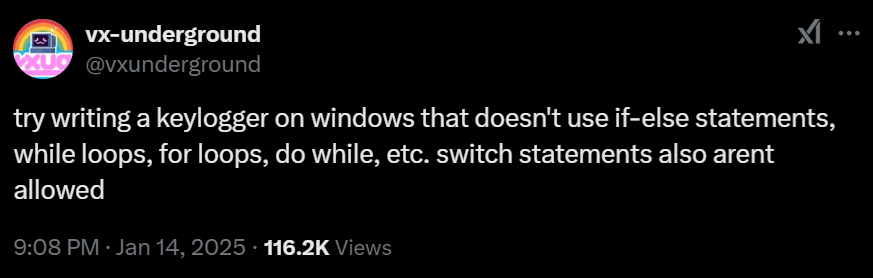 vx-underground
@vxunderground
try writing a keylogger on windows that doesn't use if-else statements,
while loops, for loops, do while, etc. switch statements also arent
allowed
9:08 PM · Jan 14, 2025 · 116.2K Views